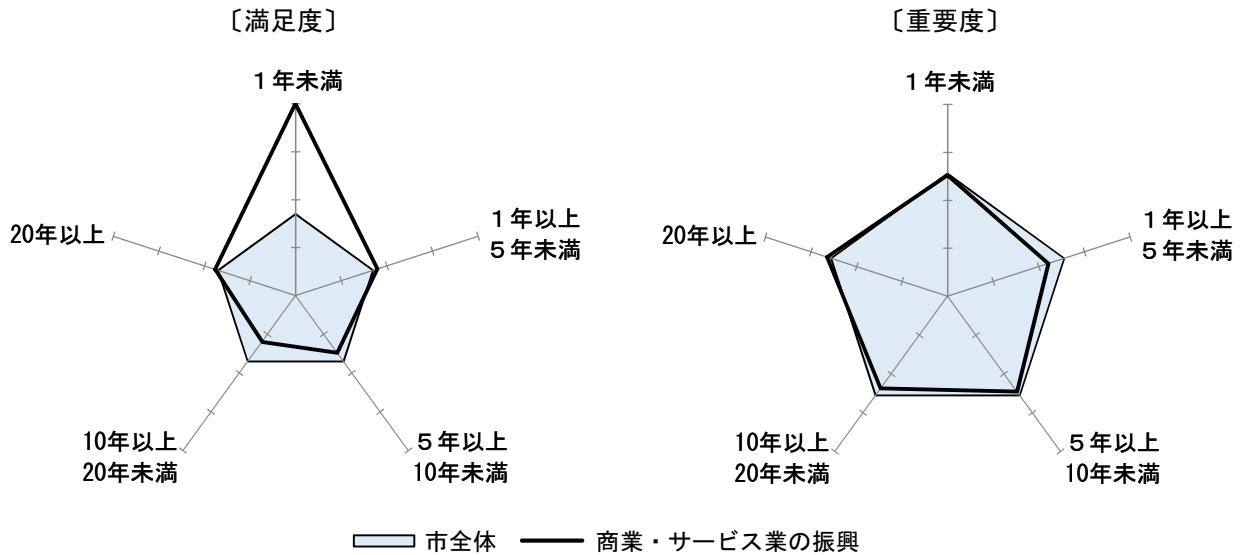 〔満足度〕
１年未満
１年以上
５年未満
５年以上
10年未満
10年以上
20年未満
20年以上
〔重要度〕
１年未満
１年以上
５年未満
５年以上
10年未満
10年以上
20年未満
20年以上
市全体
商業・サービス業の振興